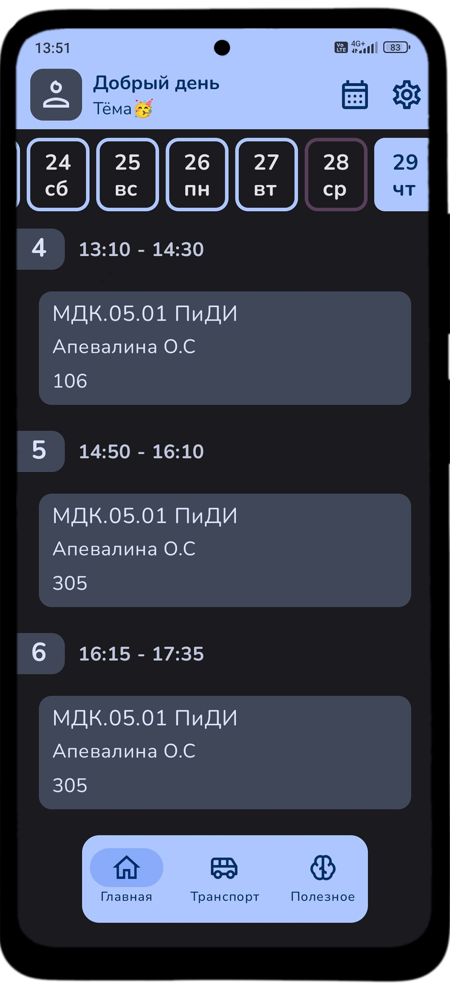 13:51
Vo LTE 4G+ 83
Добрый день
Тёма🥳
24 25 26 27 28 29
сб вс пн вт ср чт
4 13:10 - 14:30
МДК.05.01 ПиДИ
Апевалина О.С
106
5 14:50 - 16:10
МДК.05.01 ПиДИ
Апевалина О.С
305
6 16:15 - 17:35
МДК.05.01 ПиДИ
Апевалина О.С
305
Главная Транспорт Полезное